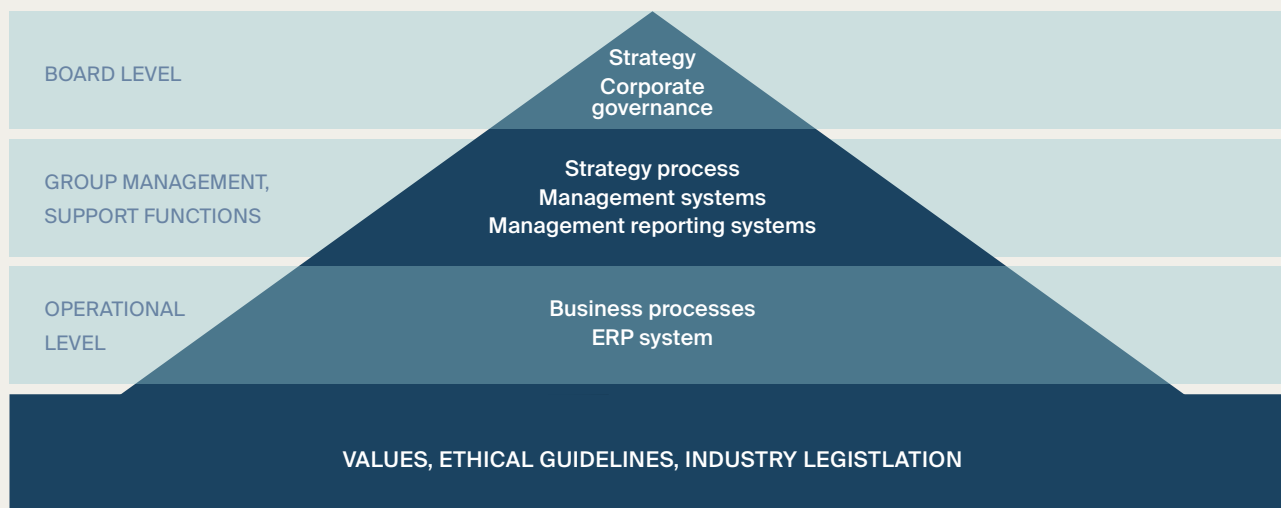 BOARD LEVEL
Strategy
Corporate
governance
GROUP MANAGEMENT,
SUPPORT FUNCTIONS
Strategy process
Management systems
Management reporting systems
OPERATIONAL
LEVEL
Business processes
ERP system
VALUES, ETHICAL GUIDELINES, INDUSTRY LEGISTLATION